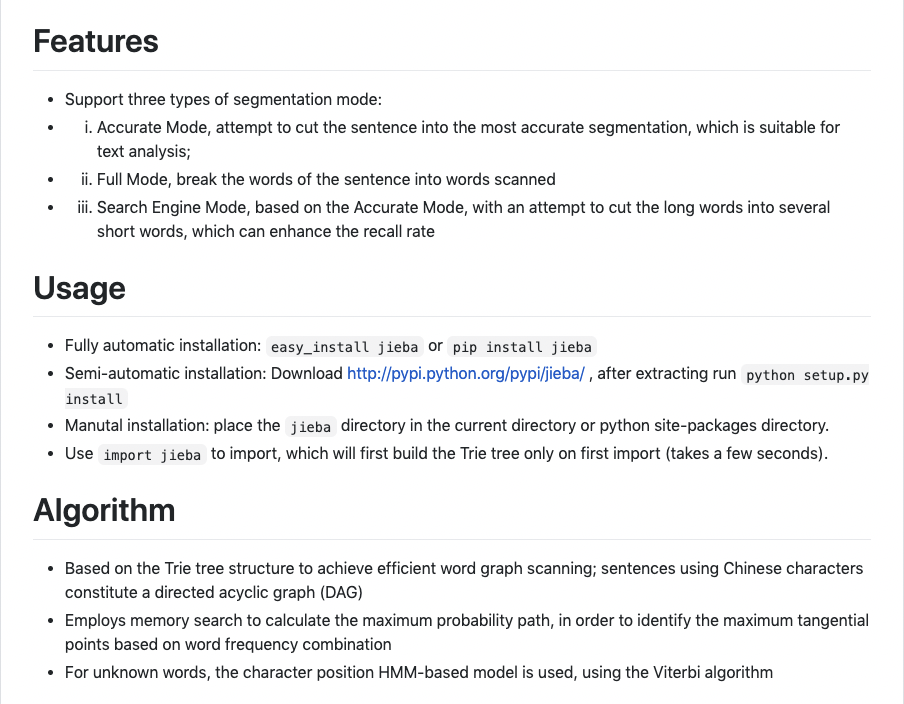 Features
• Support three types of segmentation mode:
• i. Accurate Mode, attempt to cut the sentence into the most accurate segmentation, which is suitable for
text analysis;
• ii. Full Mode, break the words of the sentence into words scanned
• iii. Search Engine Mode, based on the Accurate Mode, with an attempt to cut the long words into several
short words, which can enhance the recall rate
Usage
• Fully automatic installation: easy_install jieba or pip install jieba
• Semi-automatic installation: Download http://pypi.python.org/pypi/jieba/ , after extracting run python setup.py
install
• Manutal installation: place the jieba directory in the current directory or python site-packages directory.
• Use import jieba to import, which will first build the Trie tree only on first import (takes a few seconds).
Algorithm
• Based on the Trie tree structure to achieve efficient word graph scanning; sentences using Chinese characters
constitute a directed acyclic graph (DAG)
• Employs memory search to calculate the maximum probability path, in order to identify the maximum tangential
points based on word frequency combination
• For unknown words, the character position HMM-based model is used, using the Viterbi algorithm